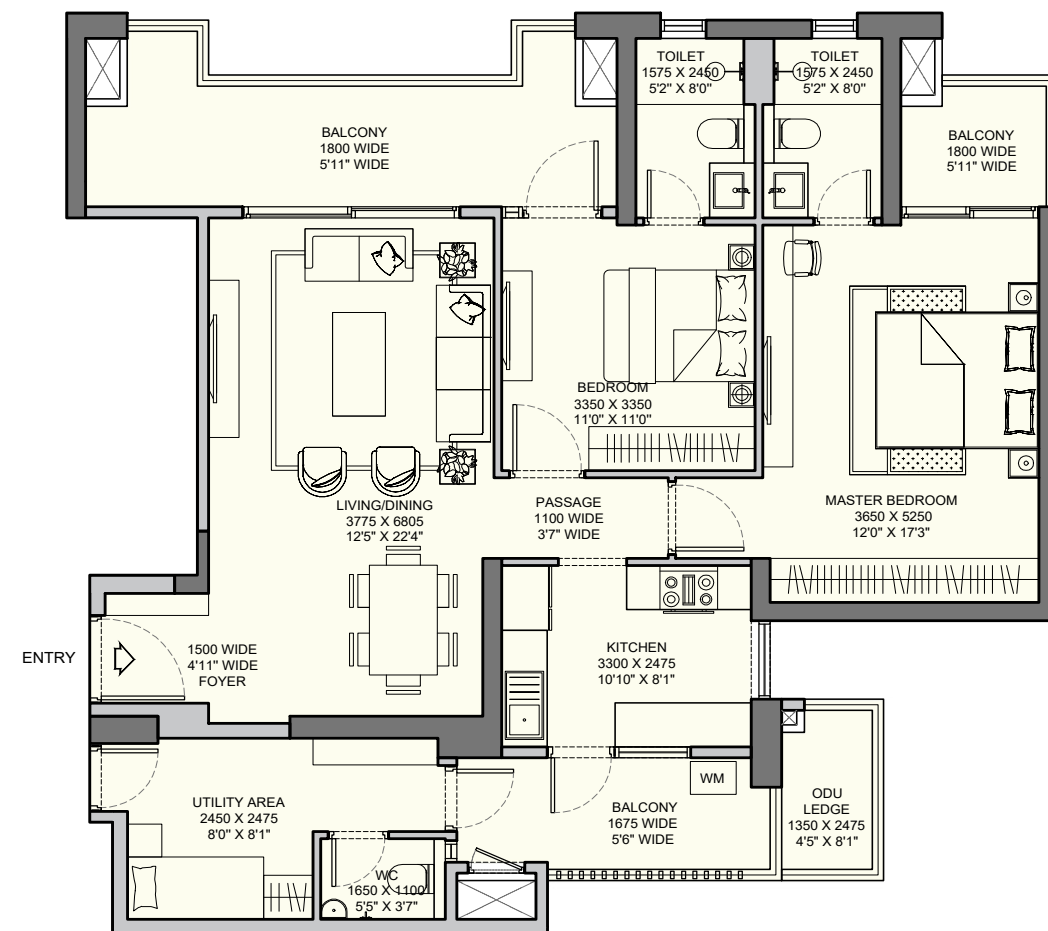 TOILET
1575 X 2450
5'2" X 8'0"
TOILET
1575 X 2450
5'2" X 8'0"
BALCONY
1800 WIDE
5'11" WIDE
BALCONY
1800 WIDE
5'11" WIDE
BEDROOM
3350 X 3350
11'0" X 11'0"
LIVING/DINING
3775 X 6805
12'5" X 22'4"
PASSAGE
1100 WIDE
3'7" WIDE
MASTER BEDROOM
3650 X 5250
12'0" X 17'3"
ENTRY
1500 WIDE
4'11" WIDE
FOYER
KITCHEN
3300 X 2475
10'10" X 8'1"
WM
UTILITY AREA
2450 X 2475
8'0" X 8'1"
BALCONY
1675 WIDE
5'6" WIDE
ODU
LEDGE
1350 X 2475
4'5" X 8'1"
WC
1650 X 1100
5'5" X 3'7"